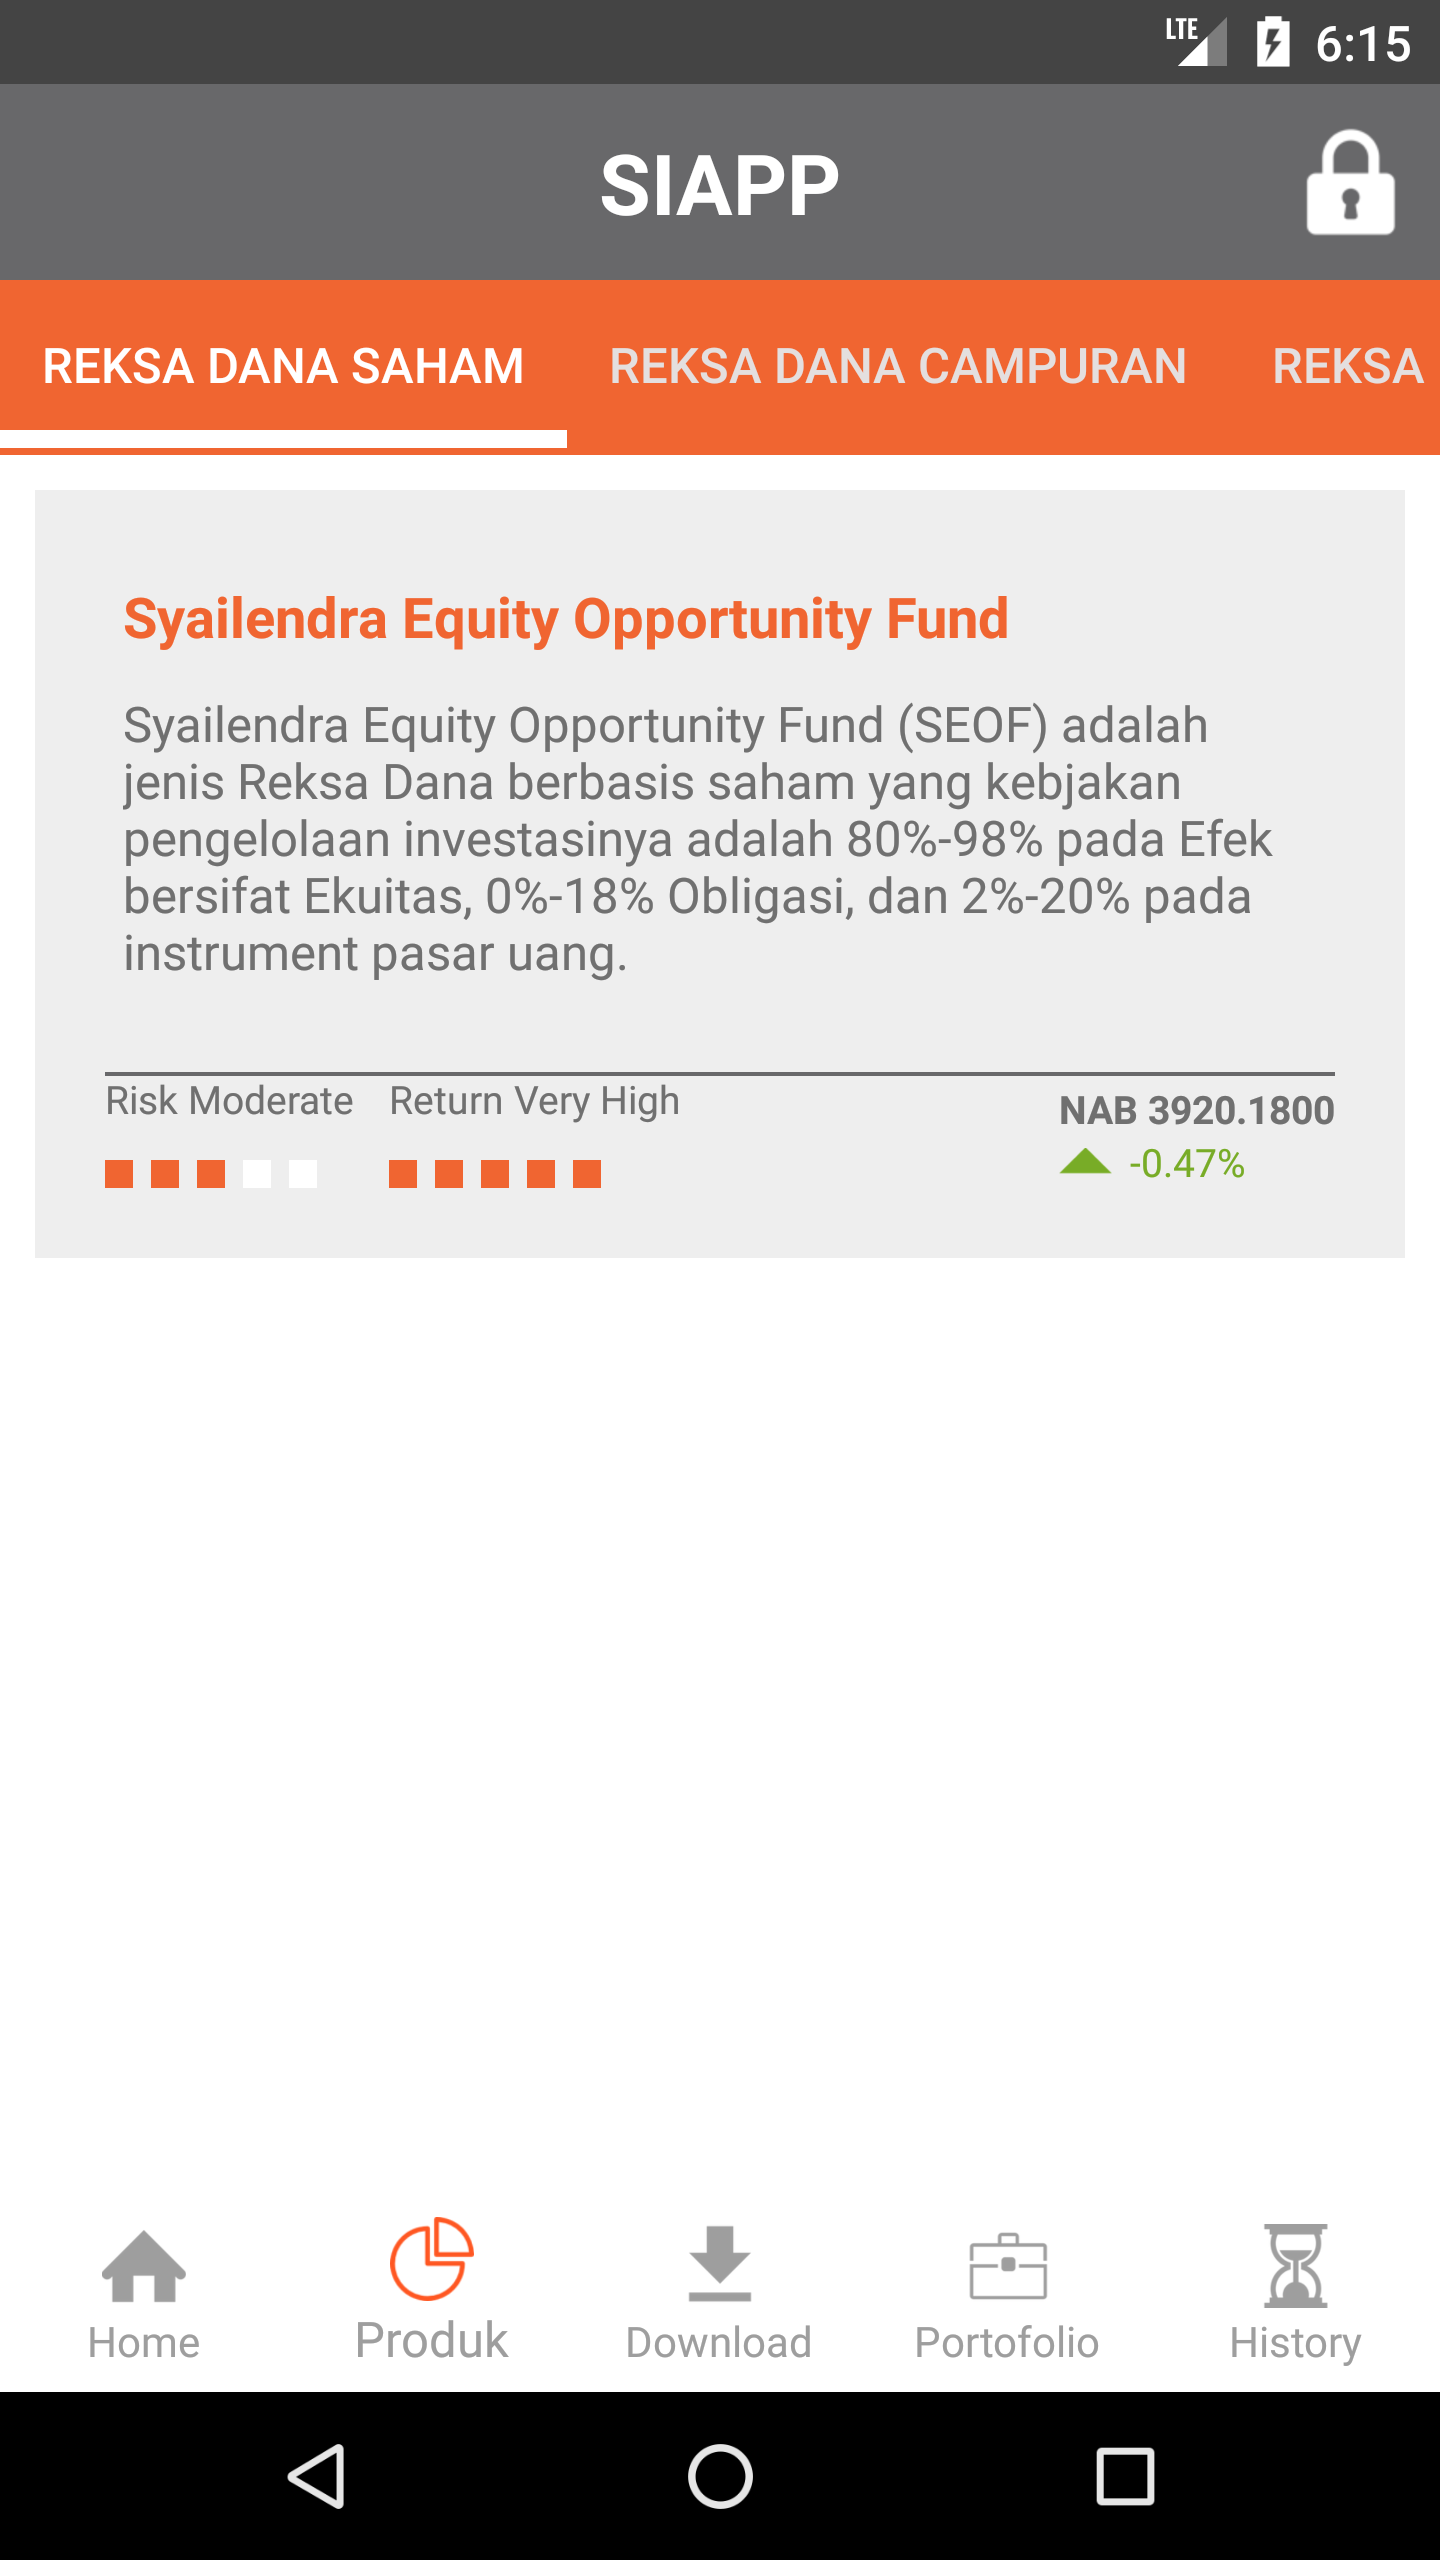 LTE 6:15
SIAPP
REKSA DANA SAHAM REKSA DANA CAMPURAN REKSA
Syailendra Equity Opportunity Fund
Syailendra Equity Opportunity Fund (SEOF) adalah
jenis Reksa Dana berbasis saham yang kebjakan
pengelolaan investasinya adalah 80%-98% pada Efek
bersifat Ekuitas, 0%-18% Obligasi, dan 2%-20% pada
instrument pasar uang.
Risk Moderate Return Very High
NAB 3920.1800
-0.47%
Home Produk Download Portofolio History